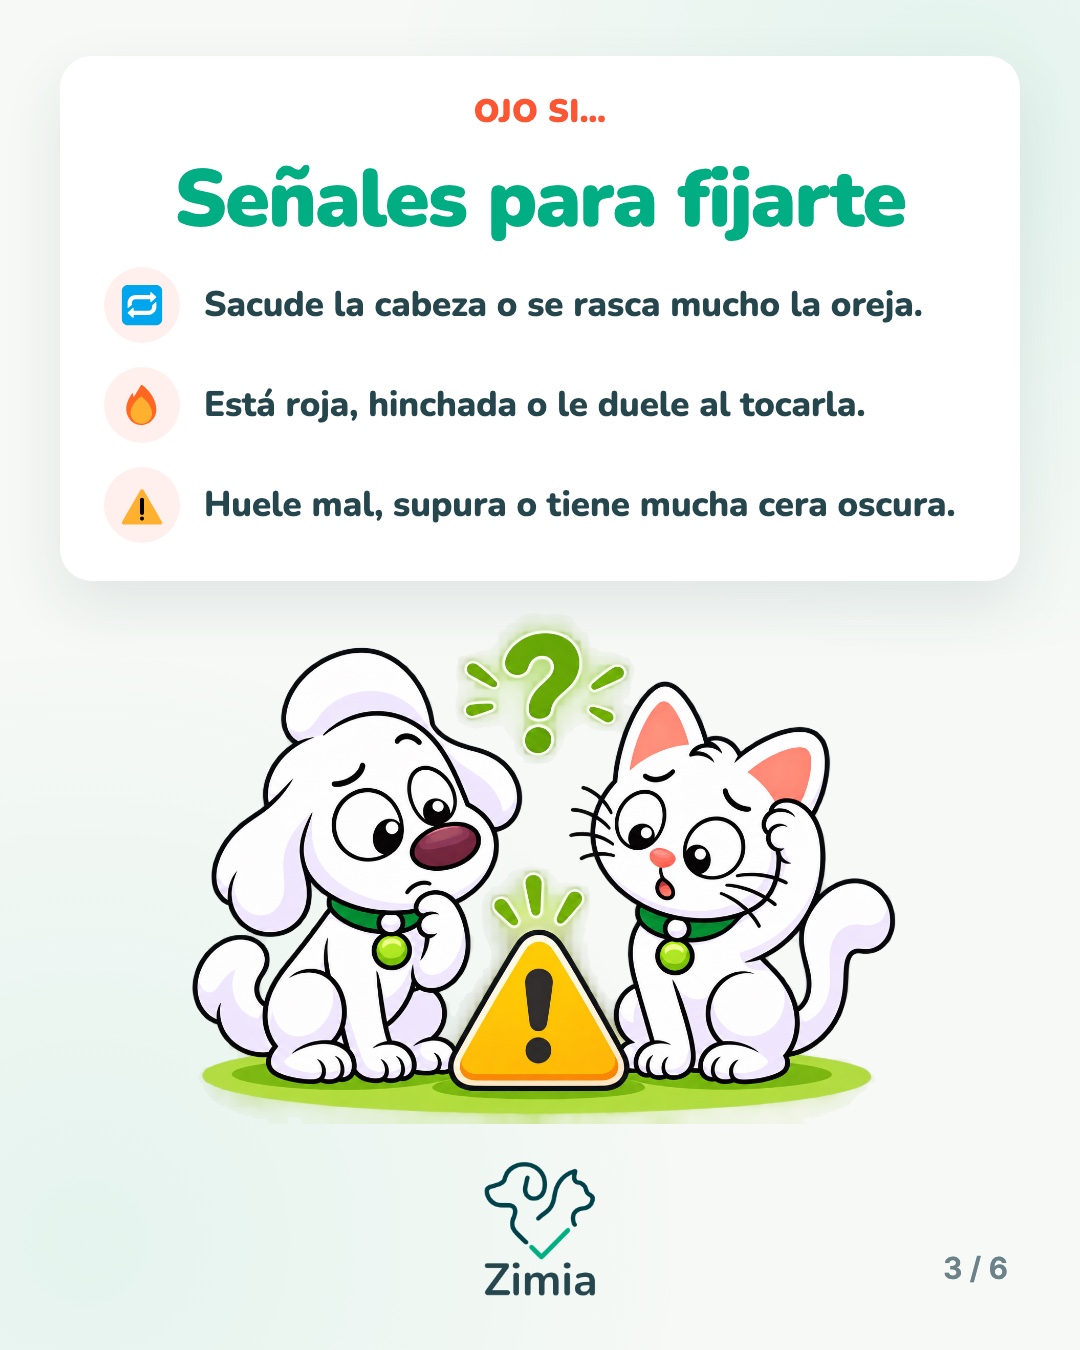 OJO SI...
Señales para fijarte
Sacude la cabeza o se rasca mucho la oreja.
Está roja, hinchada o le duele al tocarla.
Huele mal, supura o tiene mucha cera oscura.
?
!
Zimia
3 / 6